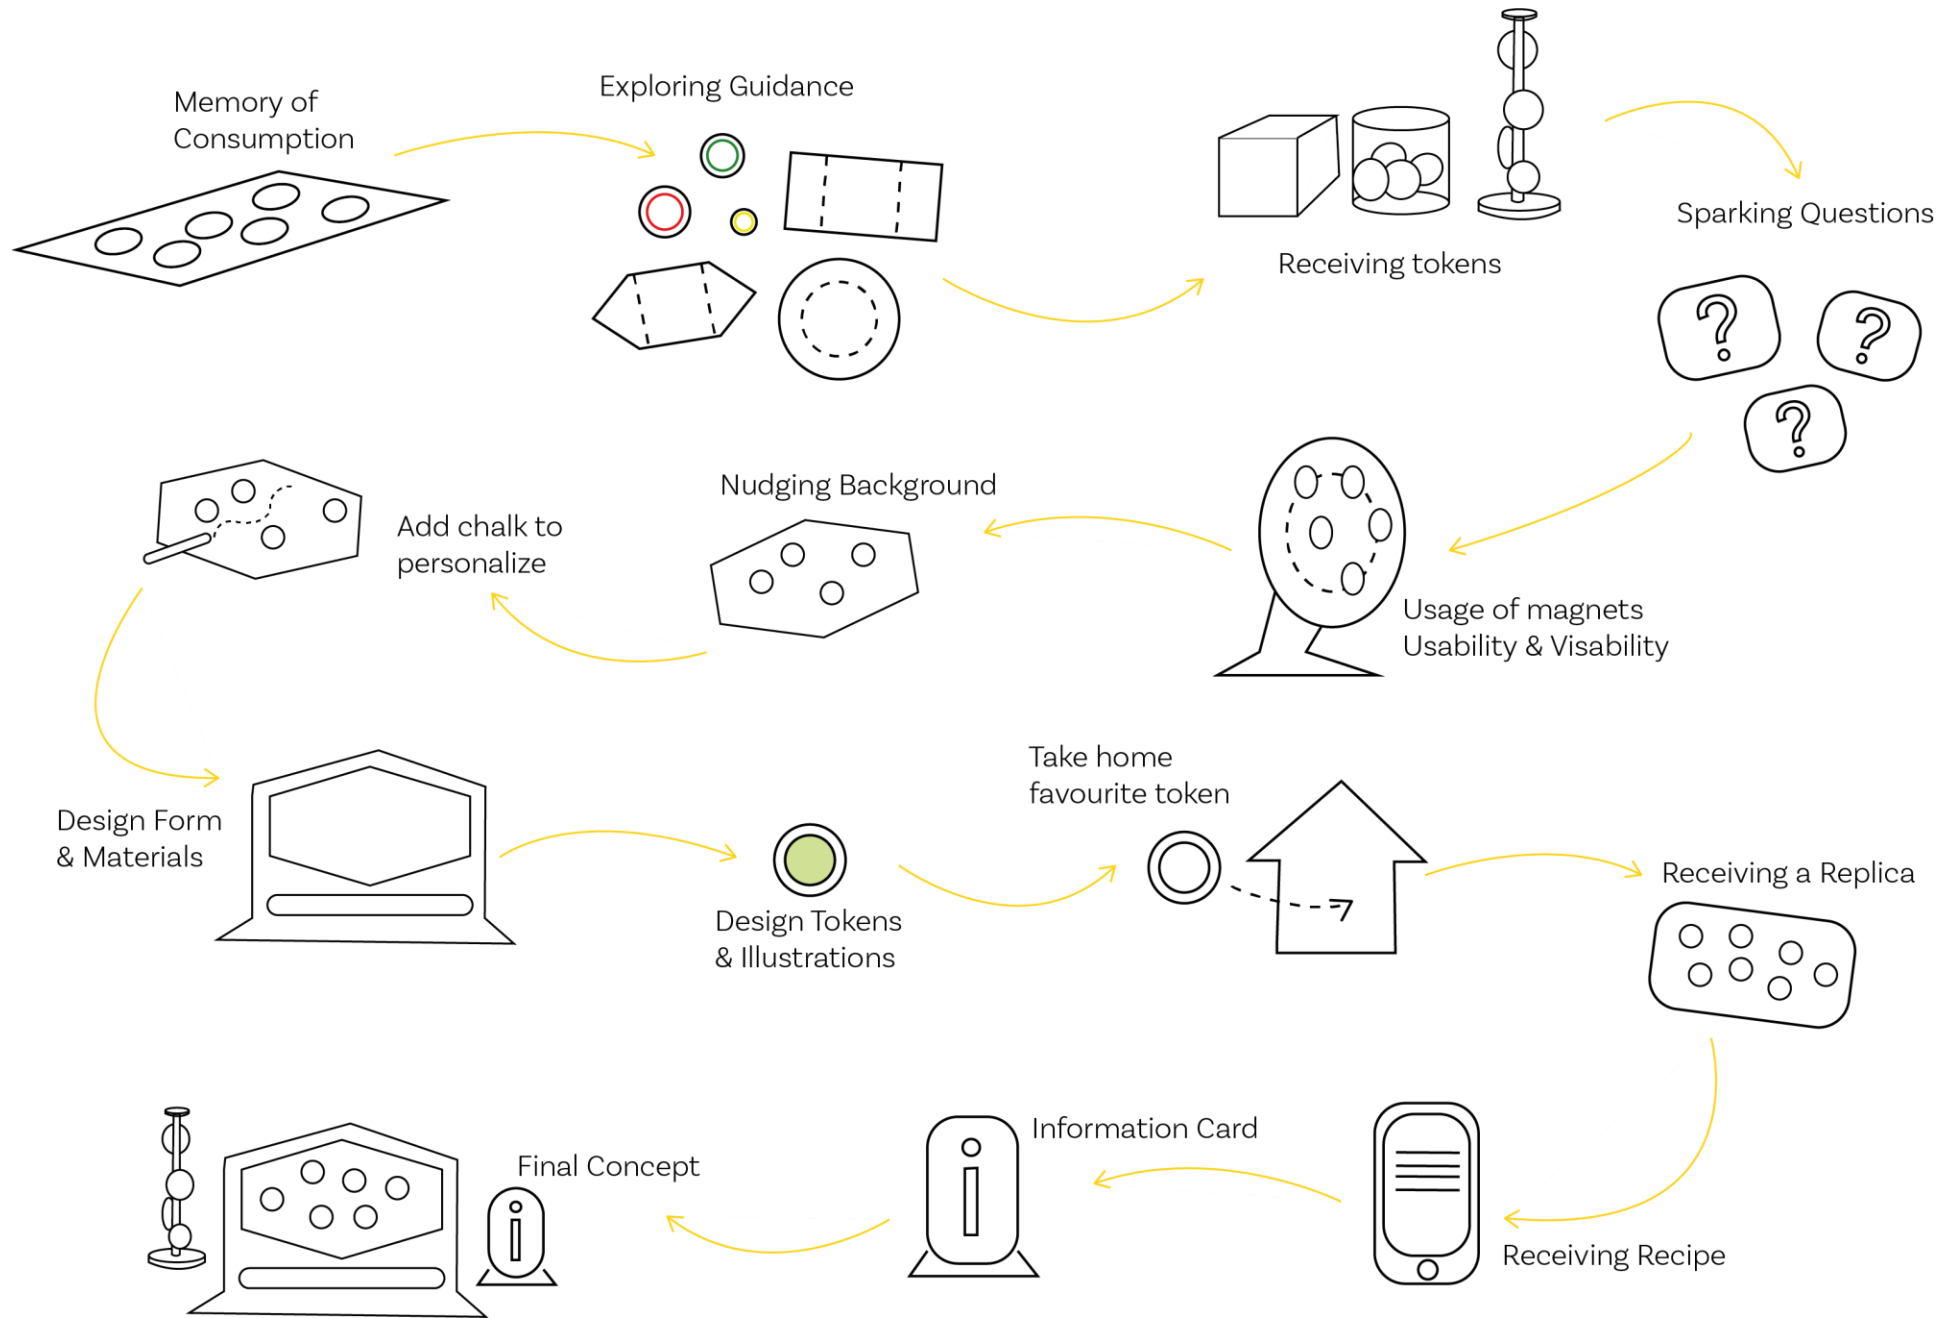 Memory of
Consumption
Exploring Guidance
Receiving tokens
Sparking Questions
?
?
?
Usage of magnets
Usability & Visability
Nudging Background
Add chalk to
personalize
Design Form
& Materials
Design Tokens
& Illustrations
Take home
favourite token
Receiving a Replica
Receiving Recipe
Information Card
i
Final Concept
i